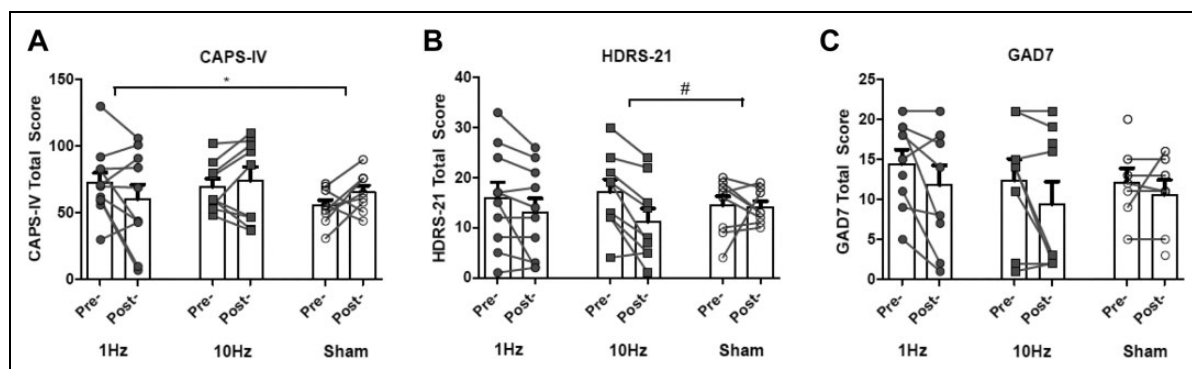 A
CAPS-IV
CAPS-IV Total Score
150
100
50
0
*
Pre-
Post-
Pre-
Post-
Pre-
Post-
1Hz
10Hz
Sham
B
HDRS-21
HDRS-21 Total Score
40
30
20
10
0
#
Pre-
Post-
Pre-
Post-
Pre-
Post-
1Hz
10Hz
Sham
C
GAD7
GAD7 Total Score
25
20
15
10
5
0
Pre-
Post-
Pre-
Post-
Pre-
Post-
1Hz
10Hz
Sham